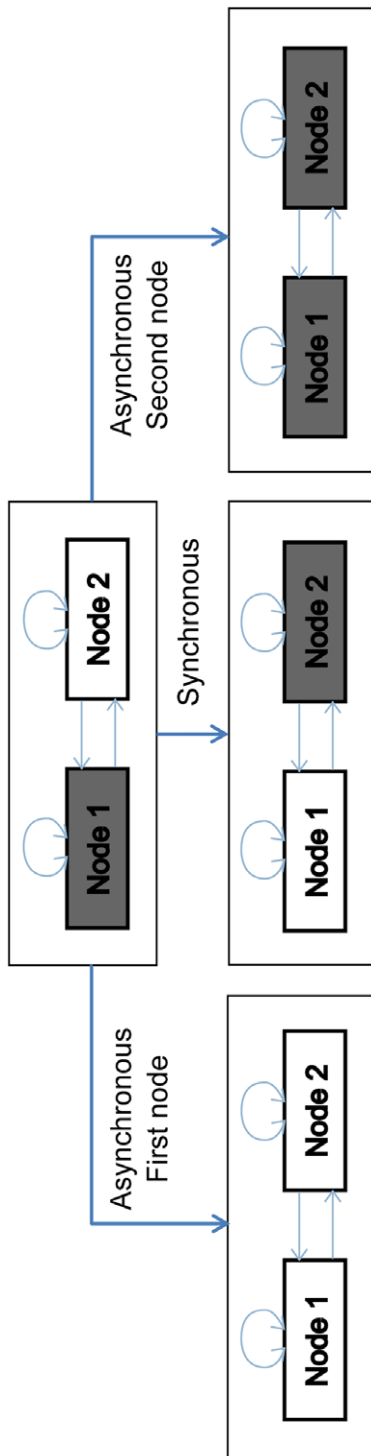 Node 1
Node 2
Asynchronous
First node
Synchronous
Asynchronous
Second node
Node 1
Node 2
Node 1
Node 2
Node 1
Node 2